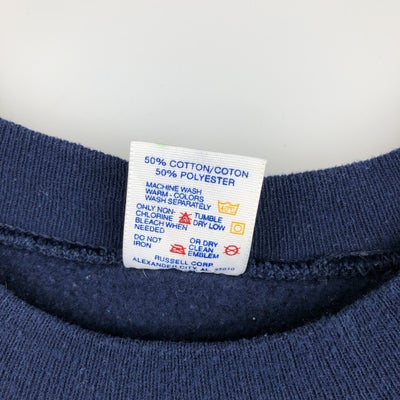 50% COTTON/COTON
50% POLYESTER
MACHINE WASH
WARM - COLORS
WASH SEPARATELY
ONLY NON-
CHLORINE
BLEACH WHEN
NEEDED
TUMBLE
DRY LOW
DO NOT
IRON
OR DRY
CLEAN
EMBLEM
RUSSELL CORP.
ALEXANDER CITY, AL